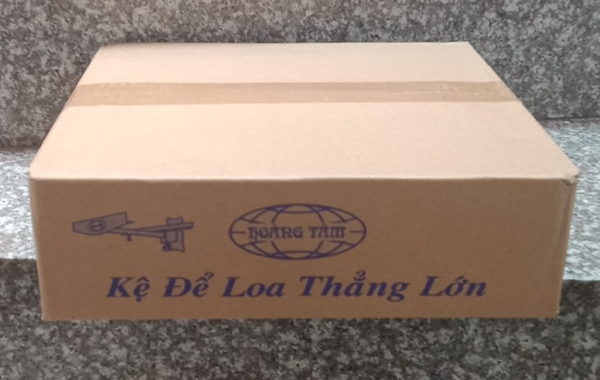 HOANG TAM
Kệ Để Loa Thẳng Lớn